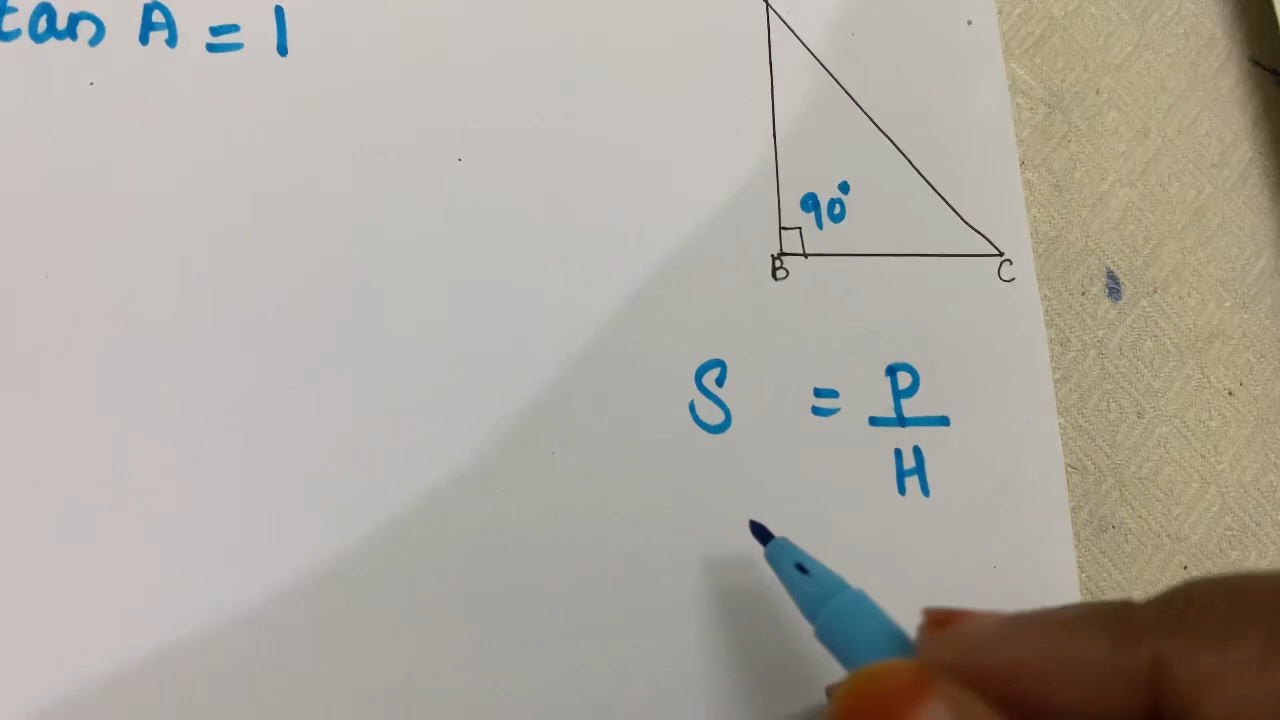 tan A = 1
90°
B
C
S = P
H